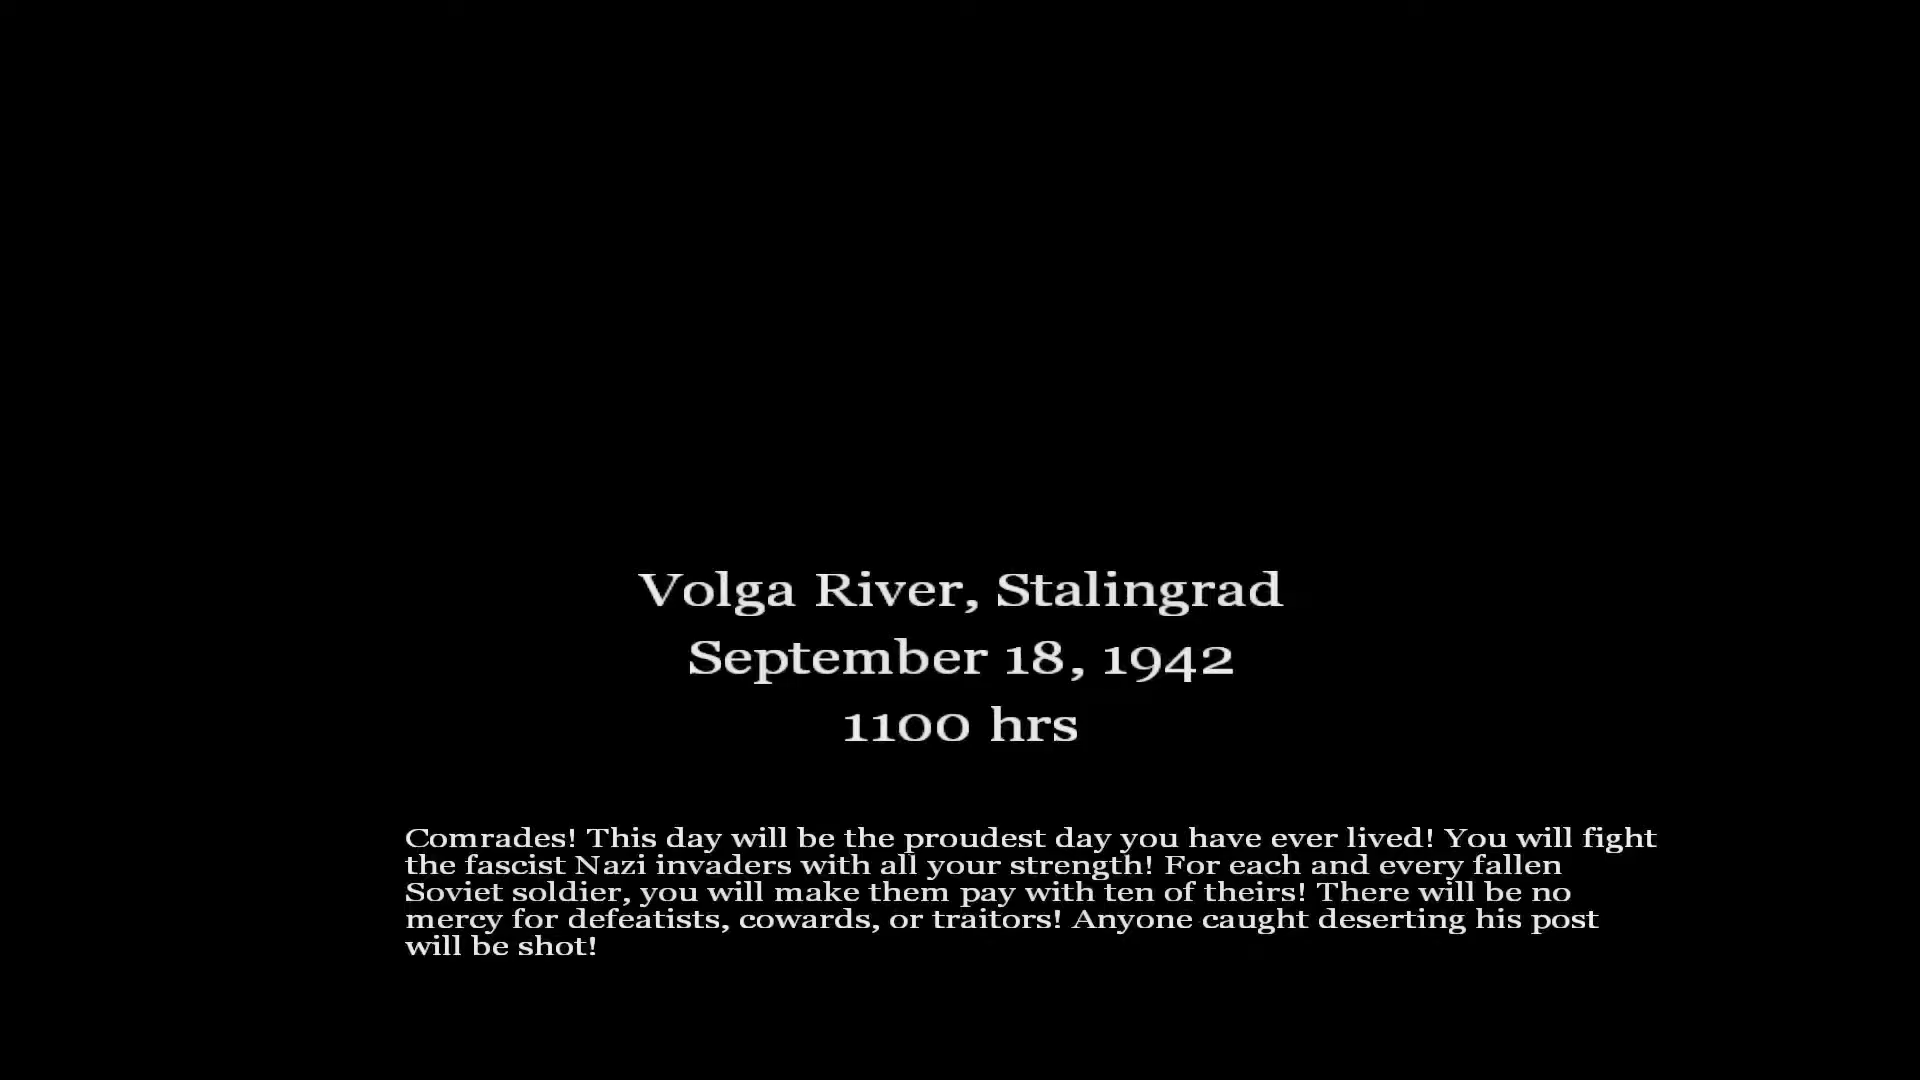 Volga River, Stalingrad
September 18, 1942
1100 hrs
Comrades! This day will be the proudest day you have ever lived! You will fight
the fascist Nazi invaders with all your strength! For each and every fallen
Soviet soldier, you will make them pay with ten of theirs! There will be no
mercy for defeatists, cowards, or traitors! Anyone caught deserting his post
will be shot!